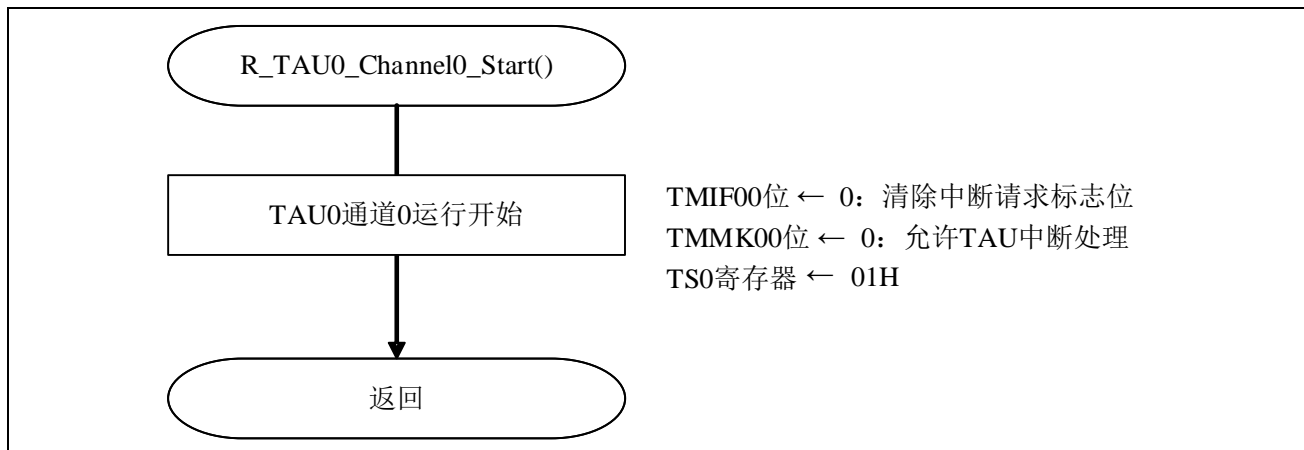 R_TAU0_Channel0_Start()
TAU0通道0运行开始
TMIF00位 ← 0：清除中断请求标志位
TMMK00位 ← 0：允许TAU中断处理
TS0寄存器 ← 01H
返回